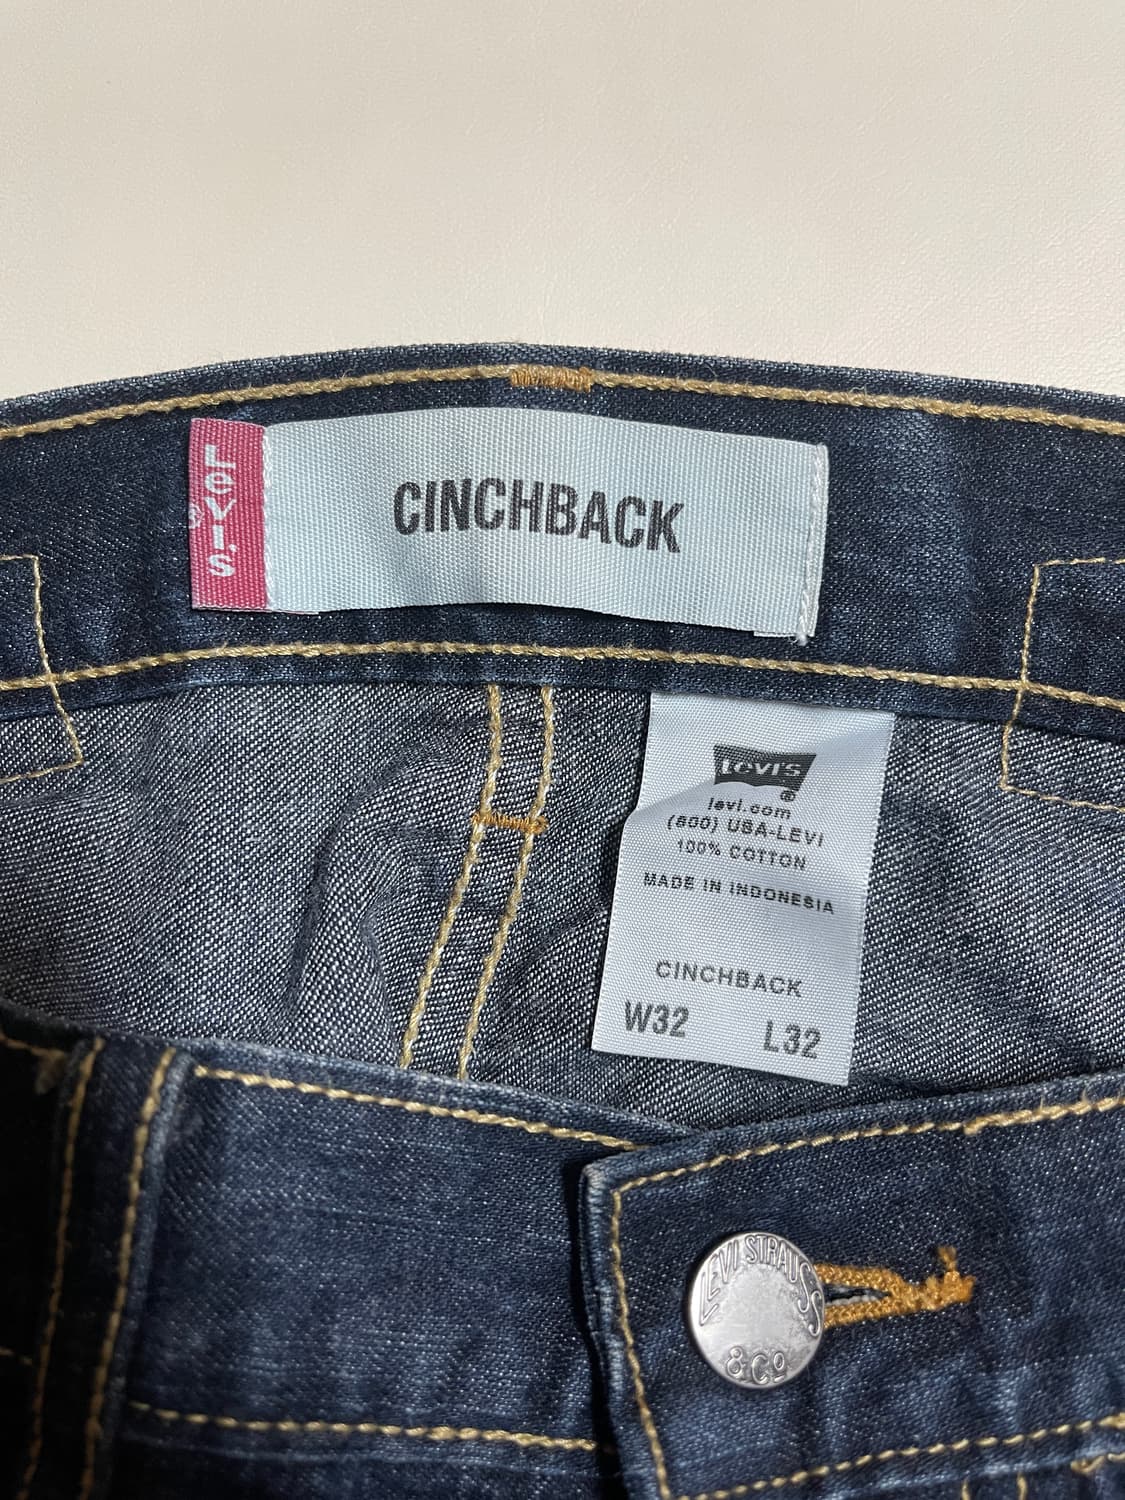 LEVI'S®
CINCHBACK
LEVI'S®
levi.com
(800) USA-LEVI
100% COTTON
MADE IN INDONESIA
CINCHBACK
W32 L32
LEVI STRAUSS
& Co